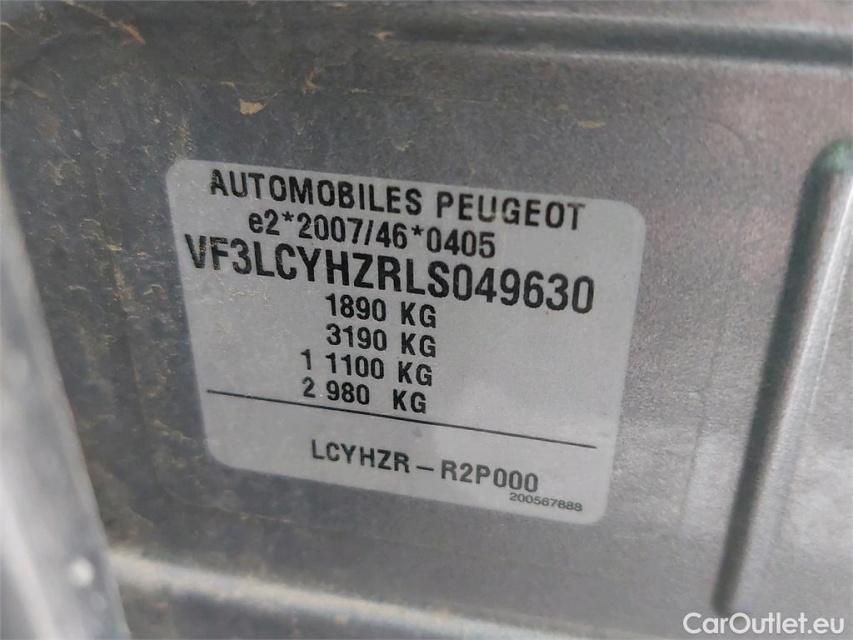 AUTOMOBILES PEUGEOT
e2*2007/46*0405
VF3LCYHZRLS049630
1890 KG
3190 KG
1 1100 KG
2 980 KG
LCYHZR - R2P000
200567888
CarOutlet.eu